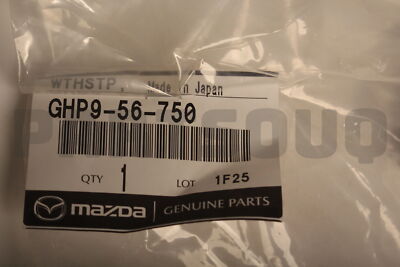 WTHSTP, Made in Japan
GHP9-56-750
QTY 1 LOT 1F25
mazda GENUINE PARTS